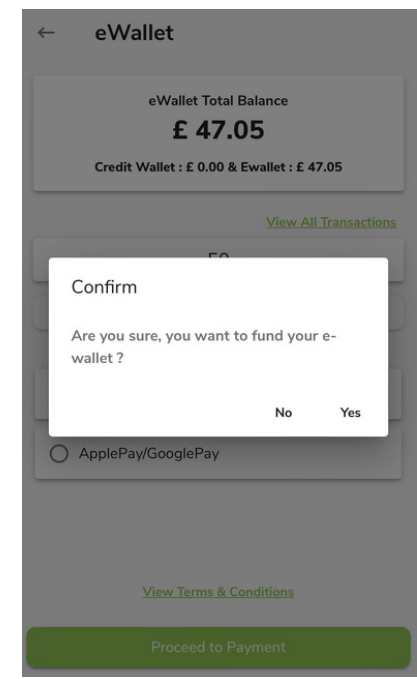 eWallet
eWallet Total Balance
£ 47.05
Credit Wallet : £ 0.00 & Ewallet : £ 47.05
View All Transactions
Confirm
Are you sure, you want to fund your e-
wallet ?
No Yes
ApplePay/GooglePay
View Terms & Conditions
Proceed to Payment